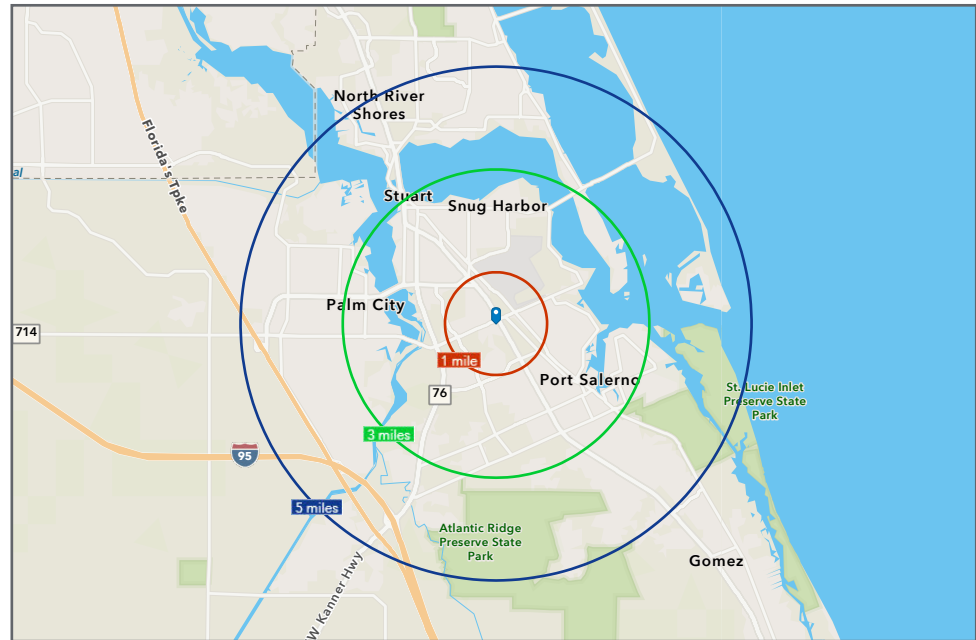 North River
Shores
Florida's Tpke
al
Stuart
Snug Harbor
Palm City
714
1 mile
Port Salerno
76
St. Lucie Inlet
Preserve State
Park
3 miles
95
5 miles
Atlantic Ridge
Preserve State
Park
Gomez
W Kanner Hwy